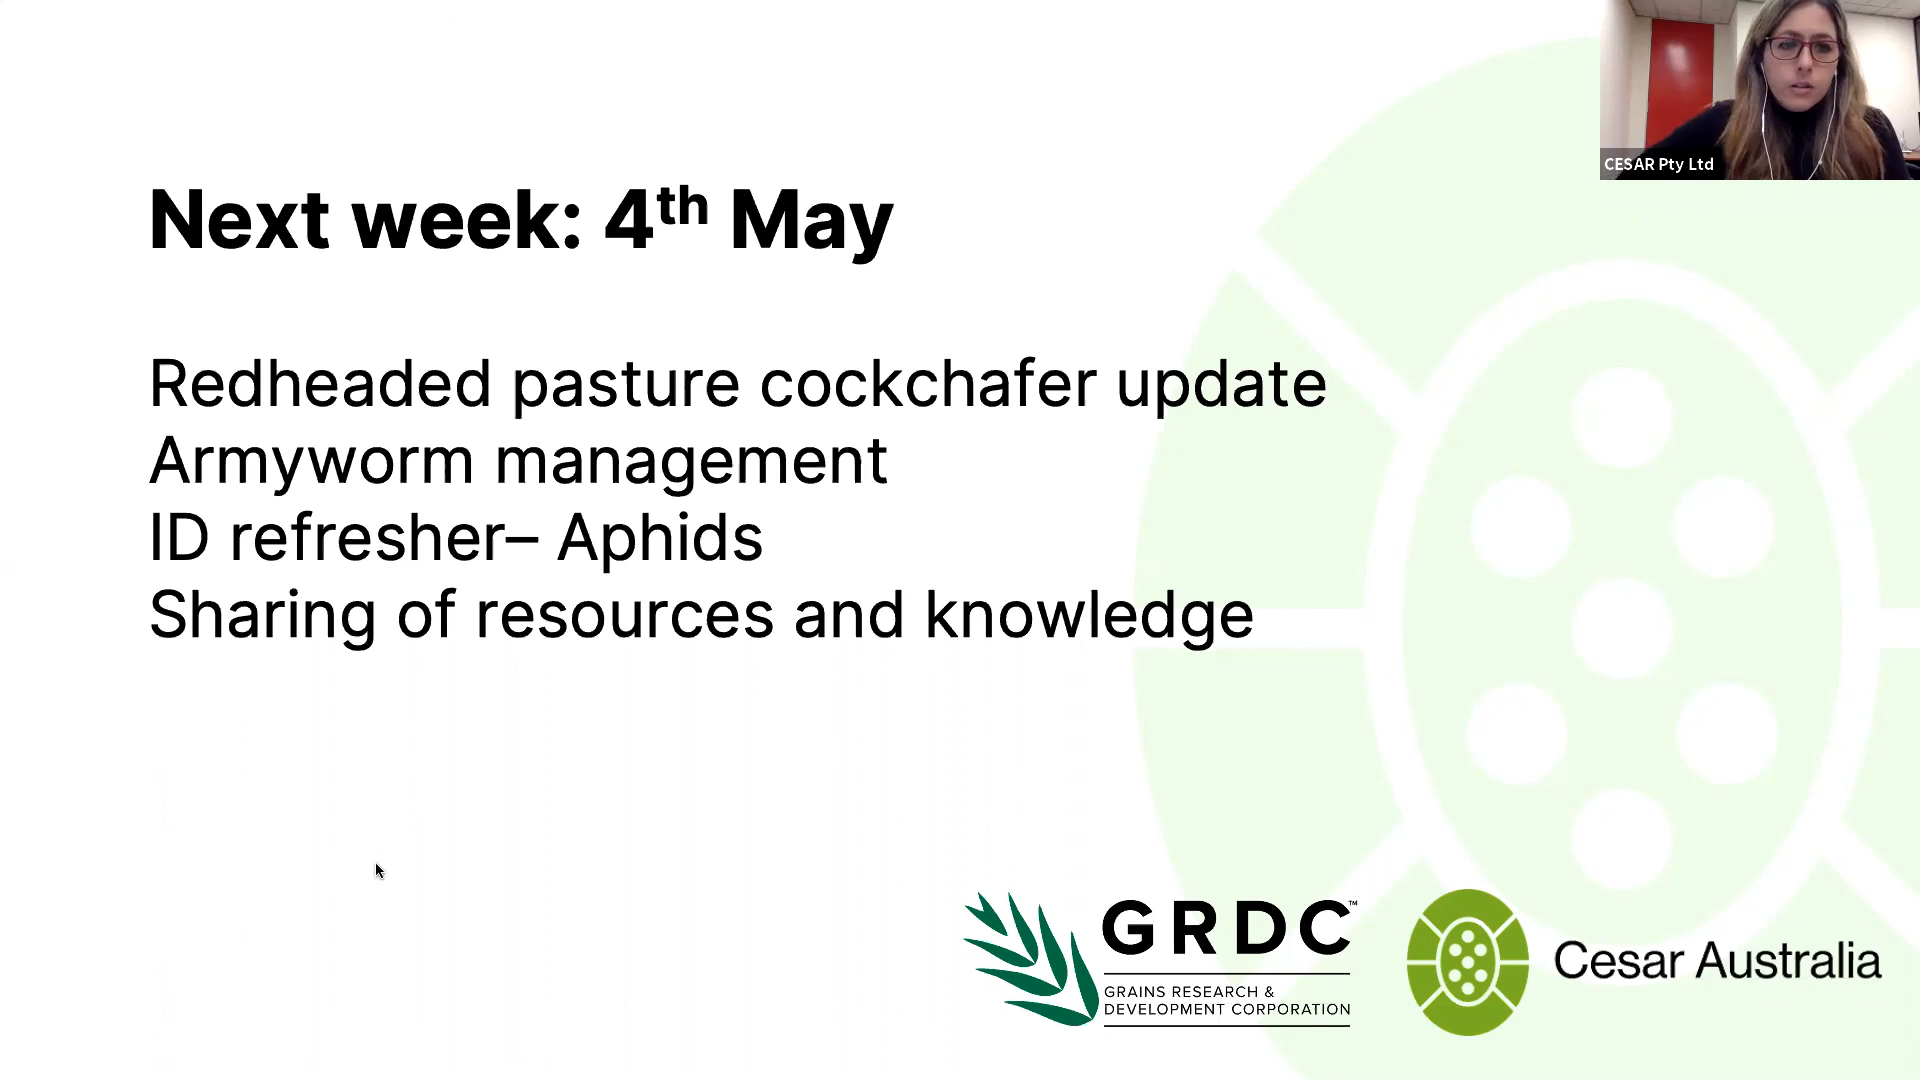 CESAR Pty Ltd
Next week: 4th May
Redheaded pasture cockchafer update
Armyworm management
ID refresher– Aphids
Sharing of resources and knowledge
GRDC™
GRAINS RESEARCH &
DEVELOPMENT CORPORATION
Cesar Australia